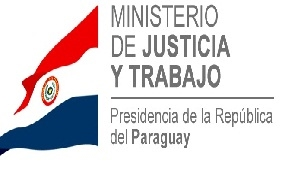 MINISTERIO
DE JUSTICIA
Y TRABAJO
Presidencia de la República
del Paraguay